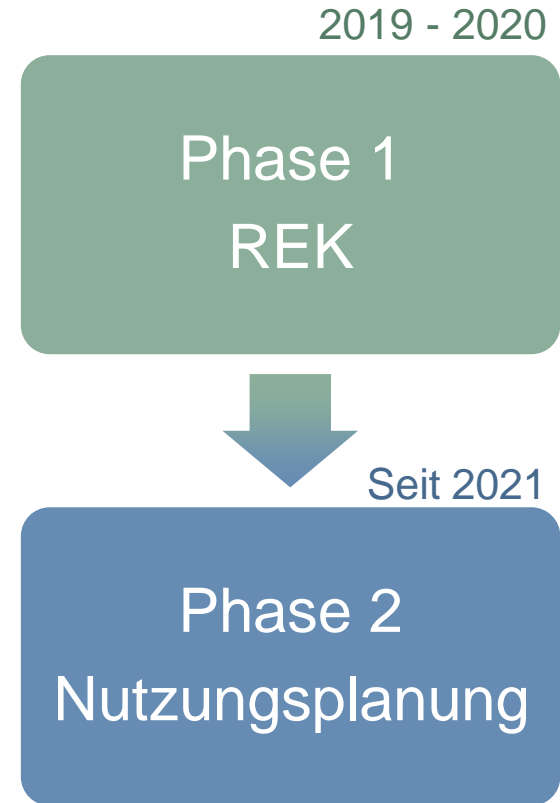 2019 - 2020
Phase 1
REK
Seit 2021
Phase 2
Nutzungsplanung